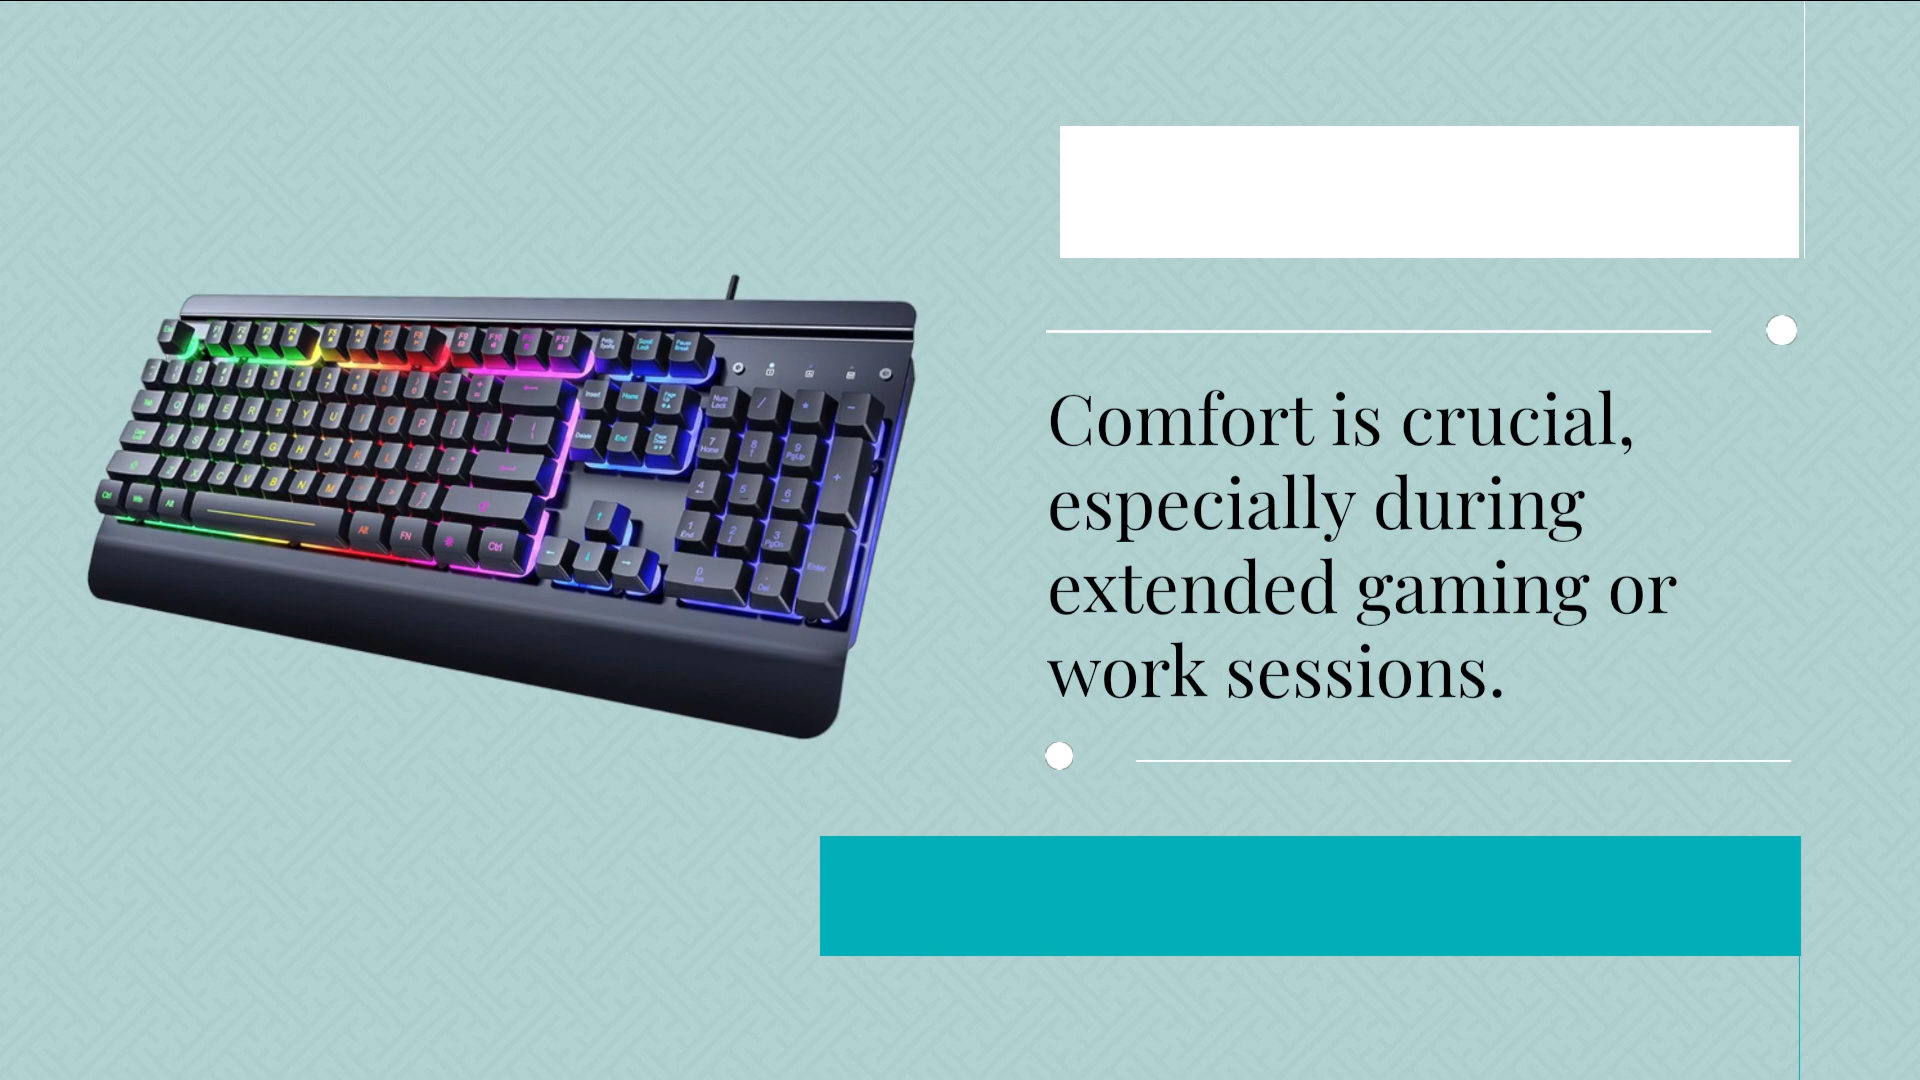 Comfort is crucial,
especially during
extended gaming or
work sessions.